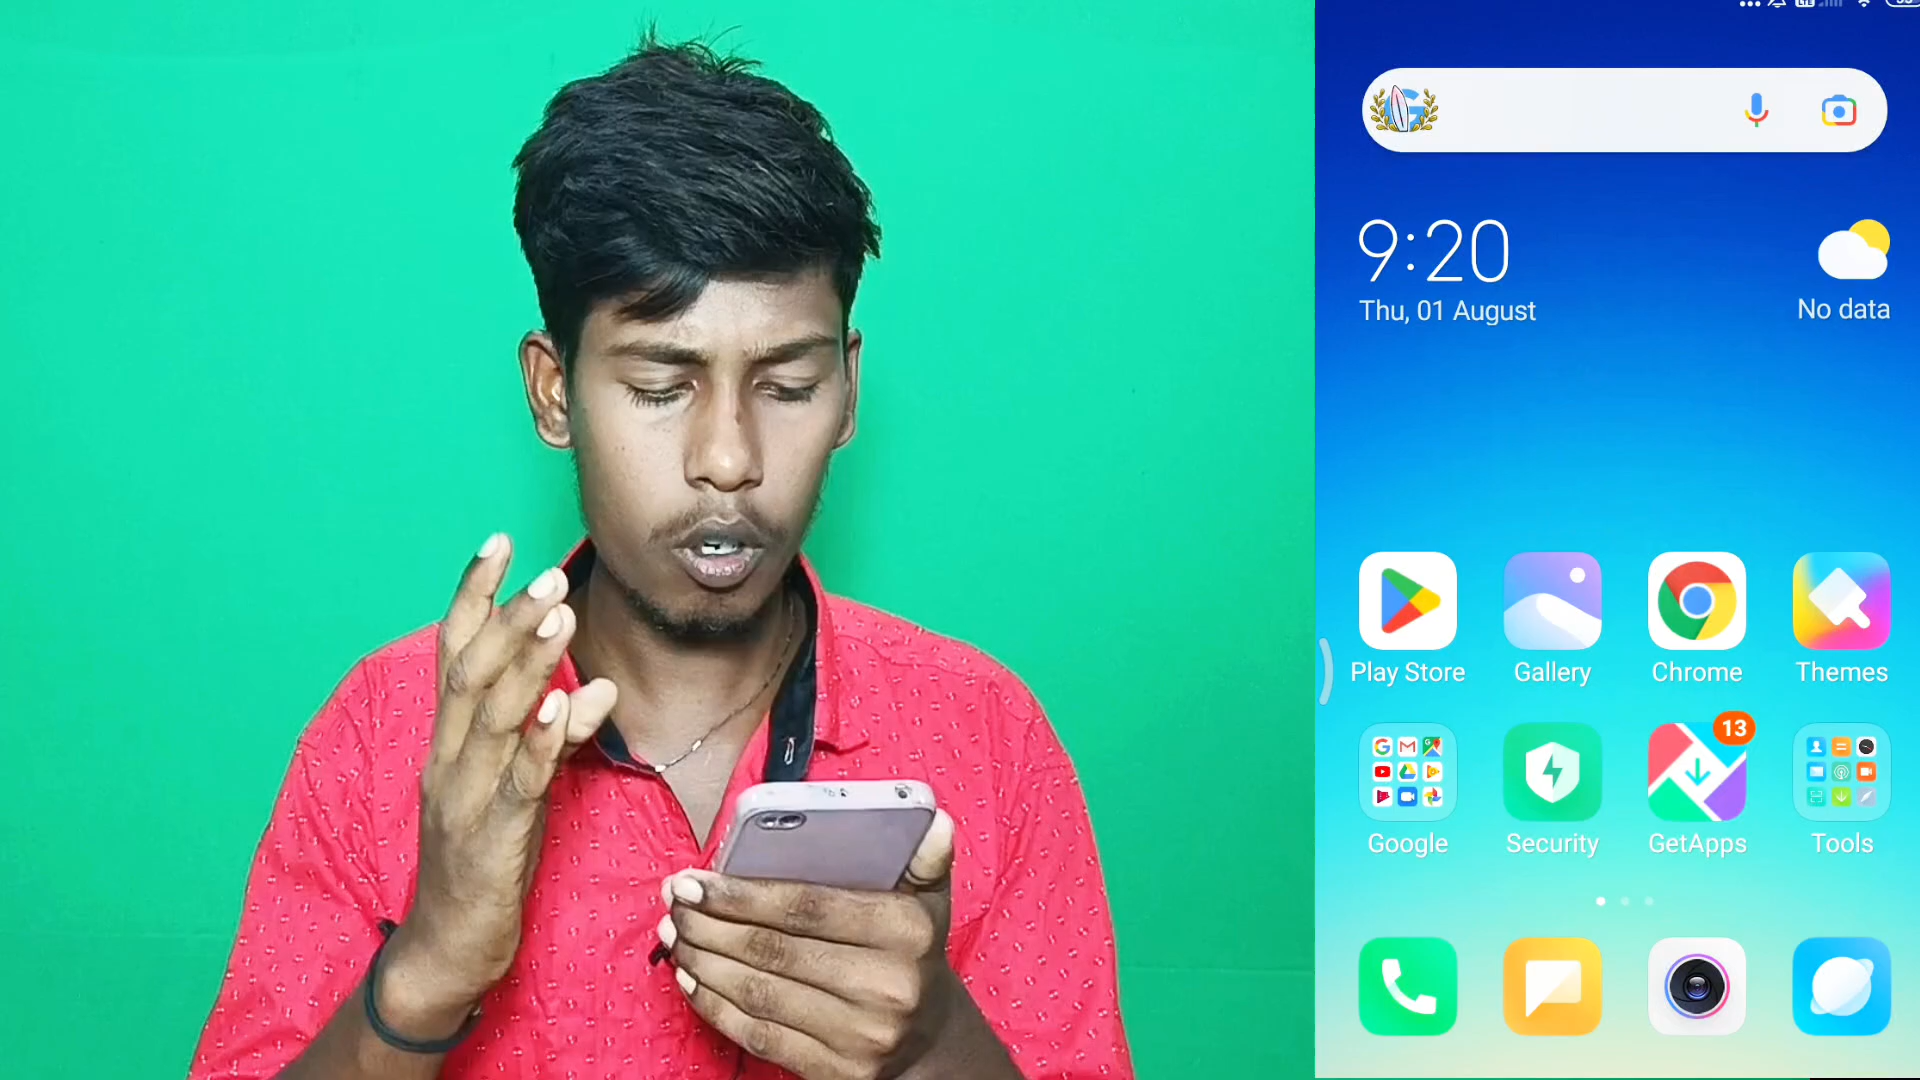 9:20
Thu, 01 August
No data
Play Store
Gallery
Chrome
Themes
13
Google
Security
GetApps
Tools